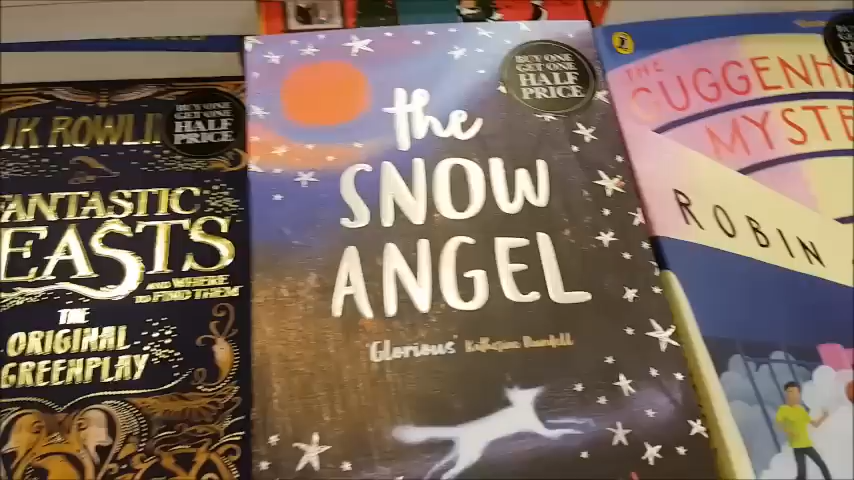 JK ROWLIN
BUY ONE
GET ONE
HALF
PRICE
FANTASTIC
BEASTS
AND WHERE
TO FIND THEM
THE
ORIGINAL
SCREENPLAY
BUY ONE
GET ONE
HALF
PRICE
the
SNOW
ANGEL
'Glorious' Katherine Rundell
THE
GUGGENH
MYSTE
ROBIN